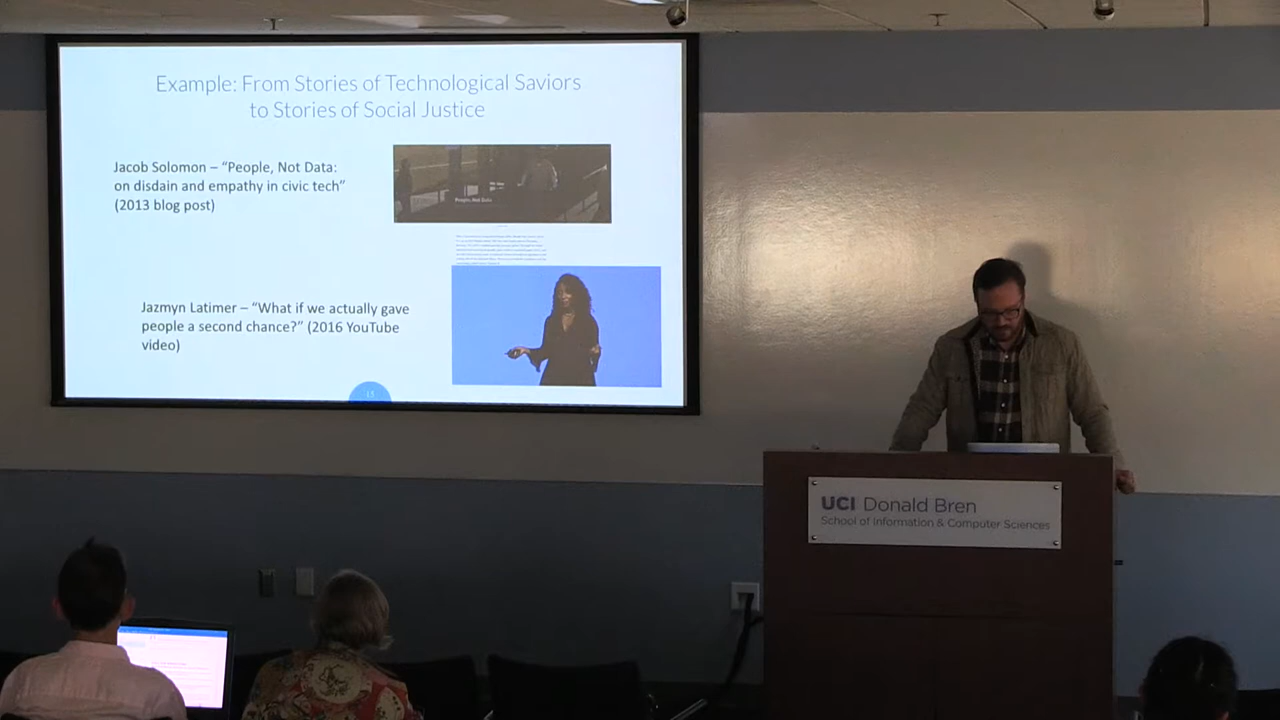 Example: From Stories of Technological Saviors
to Stories of Social Justice
Jacob Solomon – “People, Not Data:
on disdain and empathy in civic tech”
(2013 blog post)
People, Not Data
Jazmyn Latimer – “What if we actually gave
people a second chance?” (2016 YouTube
video)
15
UCI Donald Bren
School of Information & Computer Sciences